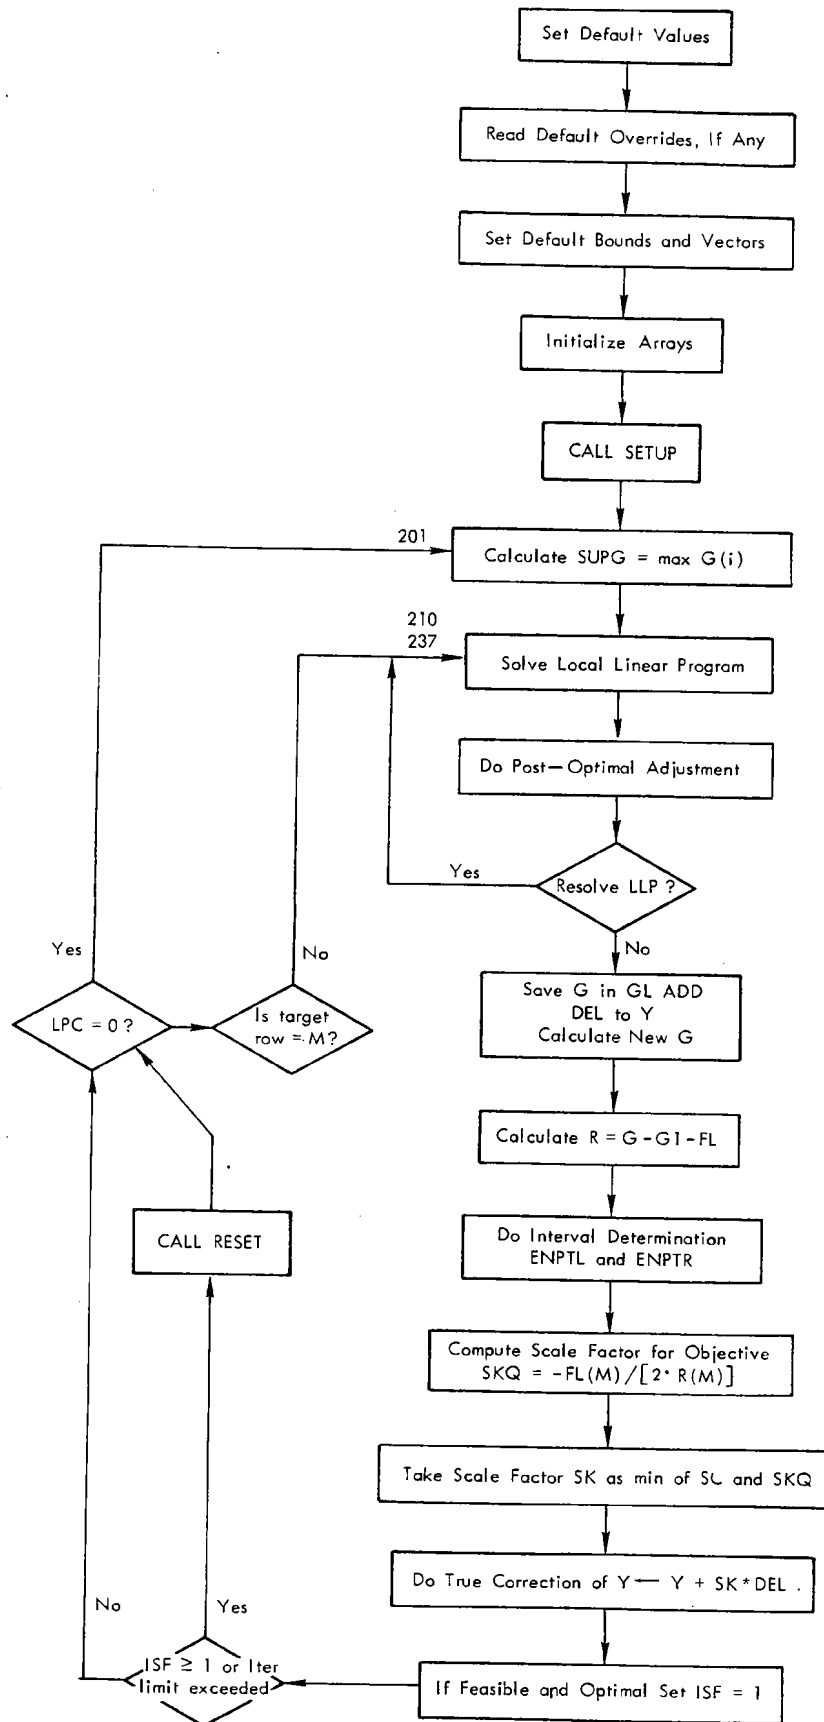 Set Default Values
Read Default Overrides, If Any
Set Default Bounds and Vectors
Initialize Arrays
CALL SETUP
201
Calculate SUPG = max G(i)
210
237
Solve Local Linear Program
Do Post-Optimal Adjustment
Yes
Resolve LLP ?
No
Yes
No
LPC = 0 ?
Is target
row = M?
Save G in GL ADD
DEL to Y
Calculate New G
Calculate R = G - G1 - FL
CALL RESET
Do Interval Determination
ENPTL and ENPTR
Compute Scale Factor for Objective
SKQ = -FL(M) / [2 · R(M)]
Take Scale Factor SK as min of SC and SKQ
Do True Correction of Y ← Y + SK * DEL .
No
Yes
ISF ≥ 1 or Iter
limit exceeded
If Feasible and Optimal Set ISF = 1